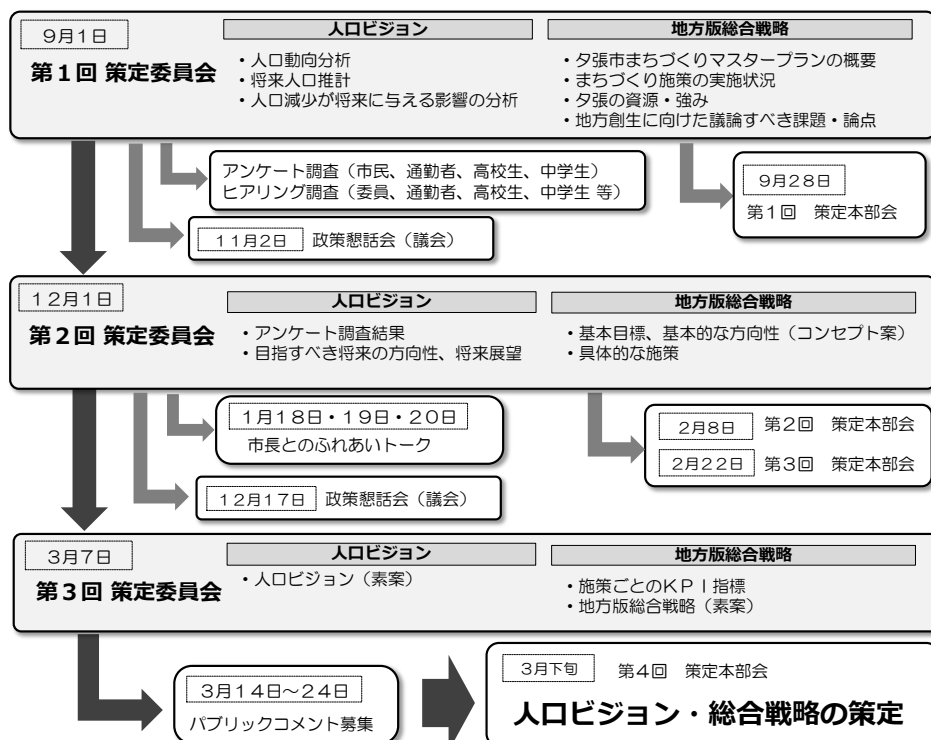 9月1日
第1回 策定委員会
人口ビジョン
・人口動向分析
・将来人口推計
・人口減少が将来に与える影響の分析
地方版総合戦略
・夕張市まちづくりマスタープランの概要
・まちづくり施策の実施状況
・夕張の資源・強み
・地方創生に向けた議論すべき課題・論点
アンケート調査（市民、通勤者、高校生、中学生）
ヒアリング調査（委員、通勤者、高校生、中学生 等）
9月28日
第1回 策定本部会
11月2日 政策懇話会（議会）
12月1日
第2回 策定委員会
人口ビジョン
・アンケート調査結果
・目指すべき将来の方向性、将来展望
地方版総合戦略
・基本目標、基本的な方向性（コンセプト案）
・具体的な施策
1月18日・19日・20日
市長とのふれあいトーク
2月8日 第2回 策定本部会
2月22日 第3回 策定本部会
12月17日 政策懇話会（議会）
3月7日
第3回 策定委員会
人口ビジョン
・人口ビジョン（素案）
地方版総合戦略
・施策ごとのKPI指標
・地方版総合戦略（素案）
3月14日～24日
パブリックコメント募集
3月下旬 第4回 策定本部会
人口ビジョン・総合戦略の策定